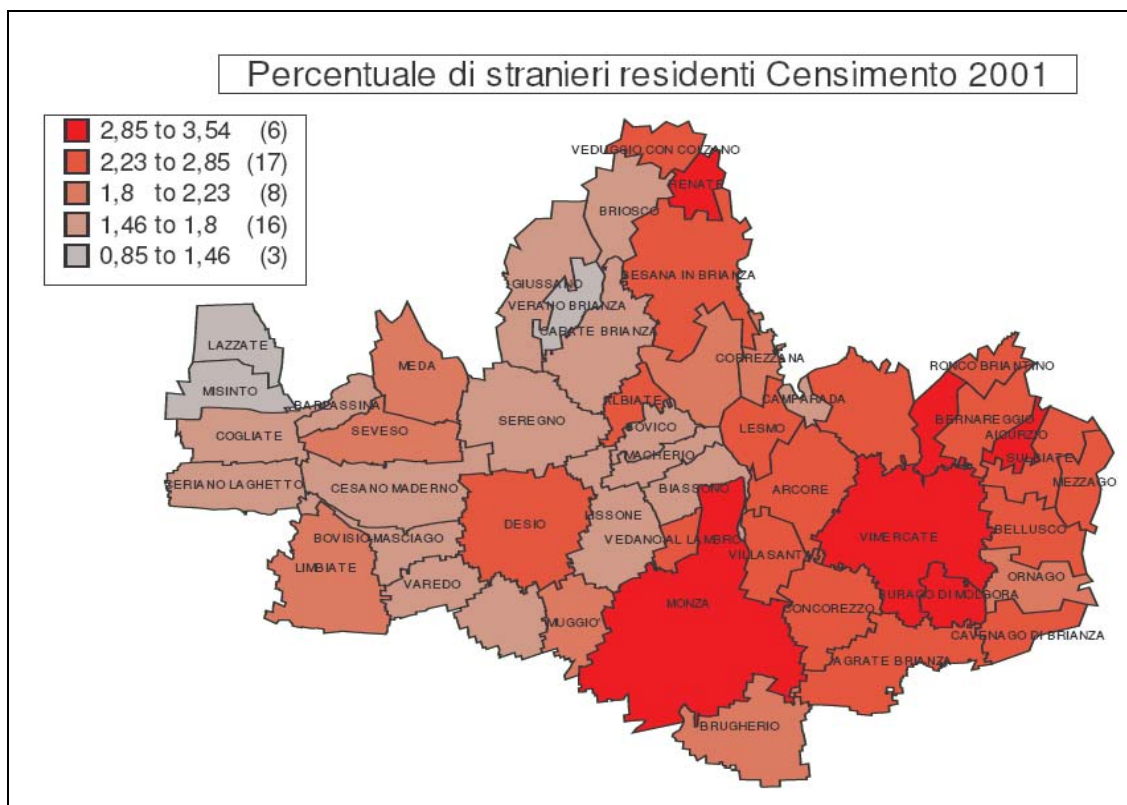 Percentuale di stranieri residenti Censimento 2001
2,85 to 3,54 (6)
2,23 to 2,85 (17)
1,8 to 2,23 (8)
1,46 to 1,8 (16)
0,85 to 1,46 (3)
VEDUGGIO CON COLZANO
RENATE
BRIOSCO
BESANA IN BRIANZA
GIUSSANO
VERANO BRIANZA
CARATE BRIANZA
LAZZATE
MEDA
CORREZZANA
RONCO BRIANTINO
MISINTO
BARLASSINA
ALBIATE
CAMPARADA
BERNAREGGIO
SEREGNO
COGLIATE
SEVESO
SOVICO
LESMO
AICURZIO
MACHERIO
SULBIATE
CERIANO LAGHETTO
CESANO MADERNO
BIASSONO
ARCORE
MEZZAGO
LISSONE
DESIO
BELLUSCO
BOVISIO-MASCIAGO
VEDANO AL LAMBRO
VIMERCATE
VILLASANTA
LIMBIATE
VAREDO
ORNAGO
BURAGO DI MOLGORA
MONZA
CONCOREZZO
MUGGIO'
CAVENAGO DI BRIANZA
AGRATE BRIANZA
BRUGHERIO